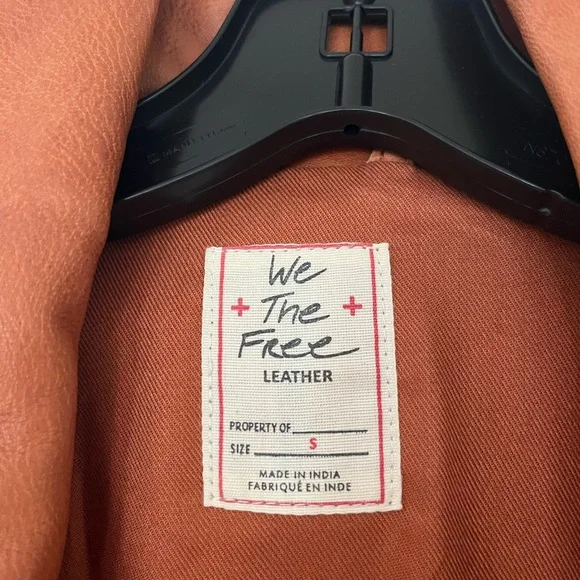 We
+ The +
Free
LEATHER
PROPERTY OF
SIZE S
MADE IN INDIA
FABRIQUÉ EN INDE